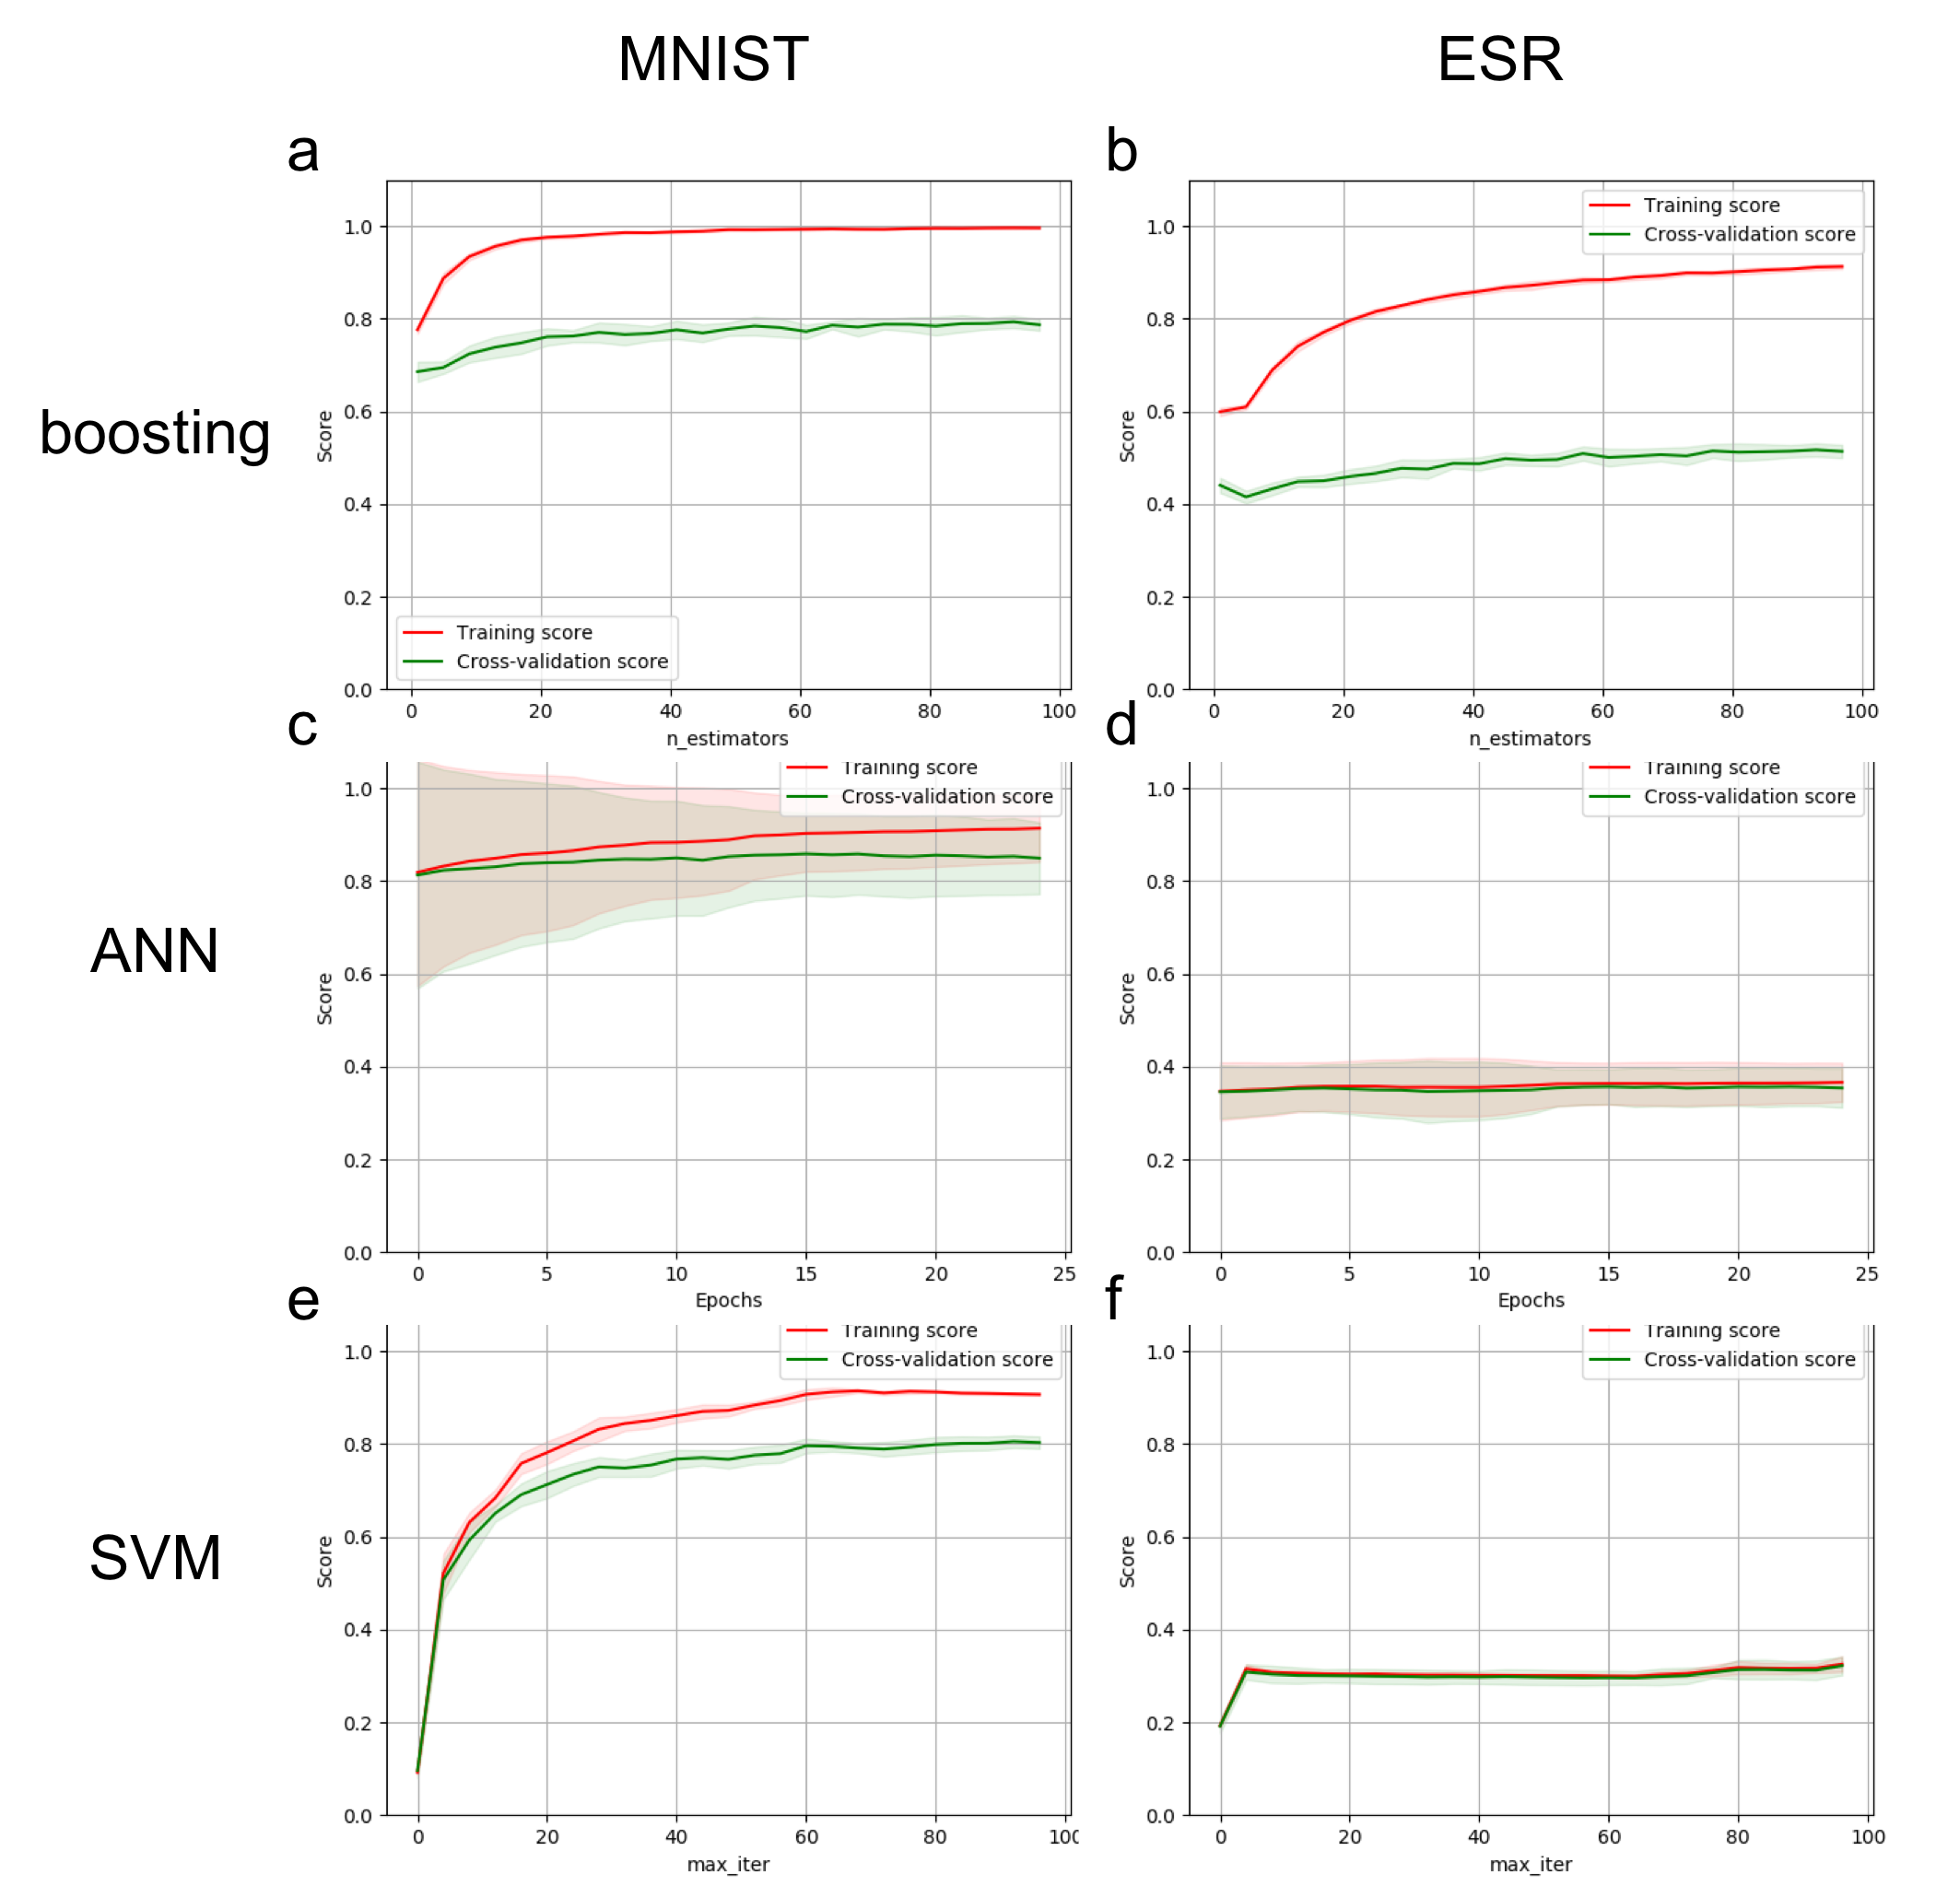 MNIST
ESR
a
1.0
0.8
0.6
0.4
0.2
0.0
Score
Training score
Cross-validation score
0 20 40 60 80 100
n_estimators
b
1.0
0.8
0.6
0.4
0.2
0.0
Score
Training score
Cross-validation score
0 20 40 60 80 100
n_estimators
boosting
c
1.0
0.8
0.6
0.4
0.2
0.0
Score
Training score
Cross-validation score
0 5 10 15 20 25
Epochs
d
1.0
0.8
0.6
0.4
0.2
0.0
Score
Training score
Cross-validation score
0 5 10 15 20 25
Epochs
ANN
e
1.0
0.8
0.6
0.4
0.2
0.0
Score
Training score
Cross-validation score
0 20 40 60 80 100
max_iter
f
1.0
0.8
0.6
0.4
0.2
0.0
Score
Training score
Cross-validation score
0 20 40 60 80 100
max_iter
SVM